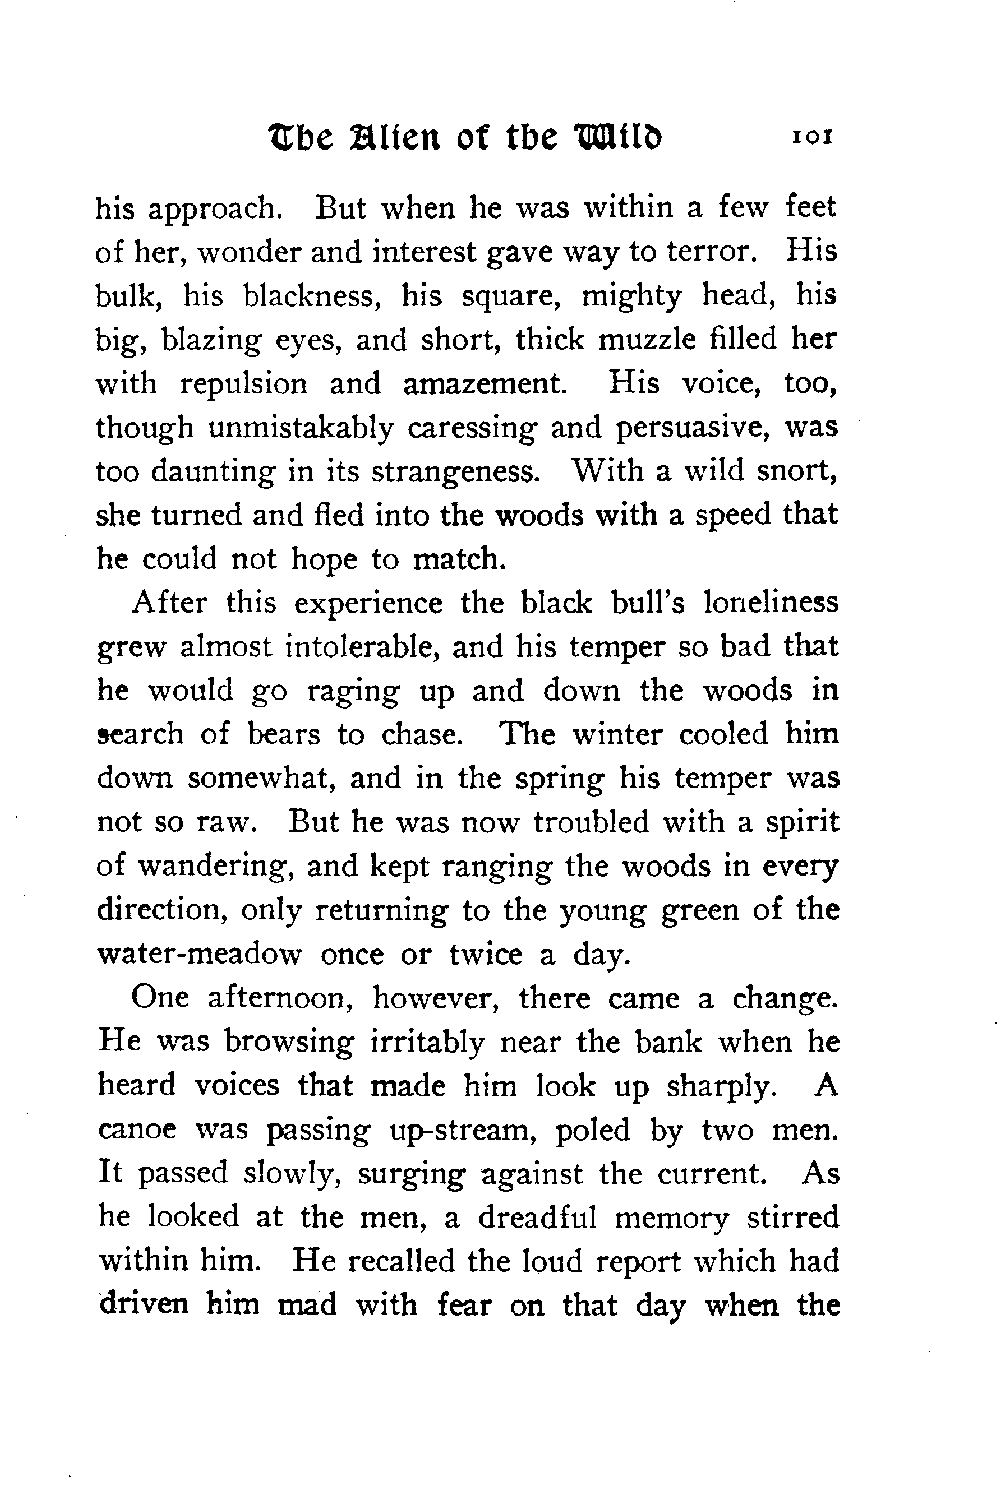 The Alien of the Wild 101
his approach. But when he was within a few feet
of her, wonder and interest gave way to terror. His
bulk, his blackness, his square, mighty head, his
big, blazing eyes, and short, thick muzzle filled her
with repulsion and amazement. His voice, too,
though unmistakably caressing and persuasive, was
too daunting in its strangeness. With a wild snort,
she turned and fled into the woods with a speed that
he could not hope to match.
After this experience the black bull's loneliness
grew almost intolerable, and his temper so bad that
he would go raging up and down the woods in
search of bears to chase. The winter cooled him
down somewhat, and in the spring his temper was
not so raw. But he was now troubled with a spirit
of wandering, and kept ranging the woods in every
direction, only returning to the young green of the
water-meadow once or twice a day.
One afternoon, however, there came a change.
He was browsing irritably near the bank when he
heard voices that made him look up sharply. A
canoe was passing up-stream, poled by two men.
It passed slowly, surging against the current. As
he looked at the men, a dreadful memory stirred
within him. He recalled the loud report which had
driven him mad with fear on that day when the